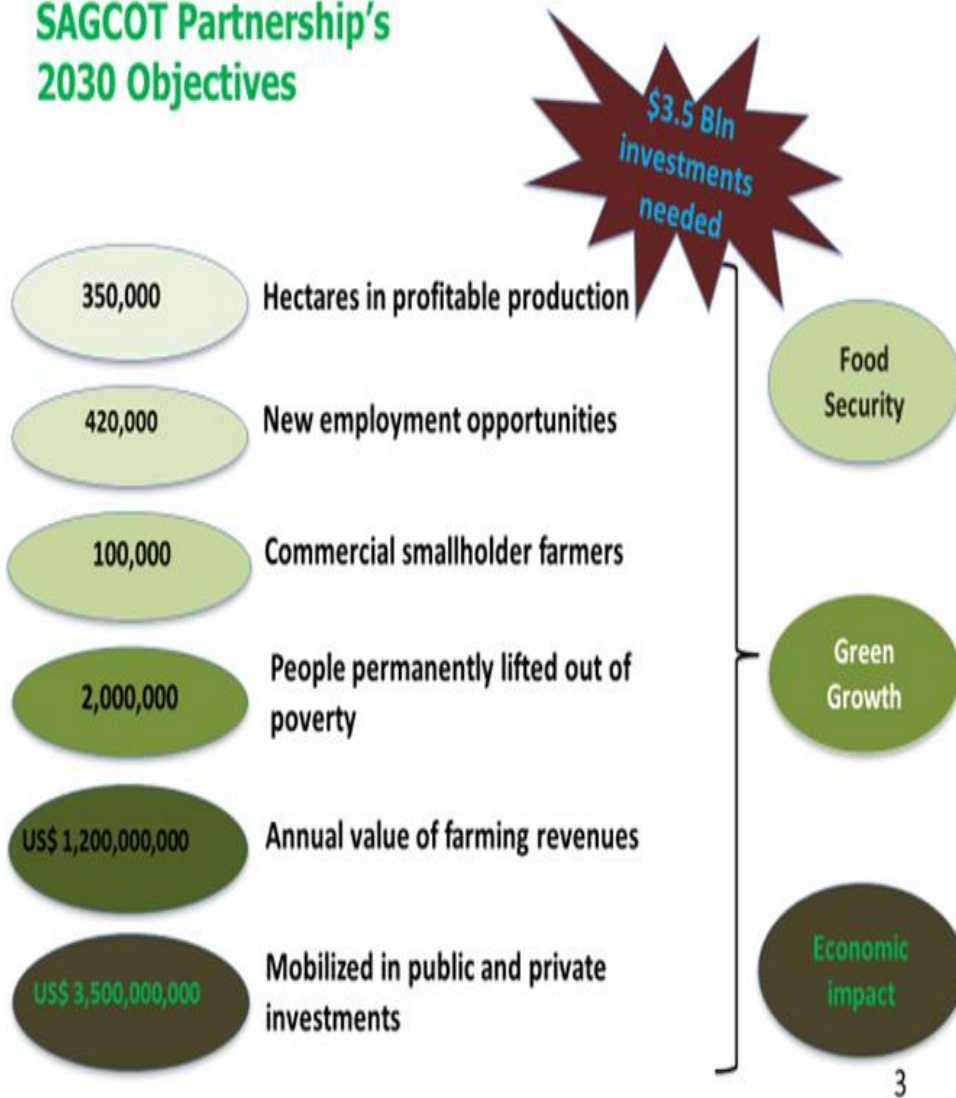 SAGCOT Partnership's
2030 Objectives
$3.5 Bln
investments
needed
350,000
Hectares in profitable production
420,000
New employment opportunities
100,000
Commercial smallholder farmers
2,000,000
People permanently lifted out of
poverty
US$ 1,200,000,000
Annual value of farming revenues
US$ 3,500,000,000
Mobilized in public and private
investments
Food
Security
Green
Growth
Economic
impact
3